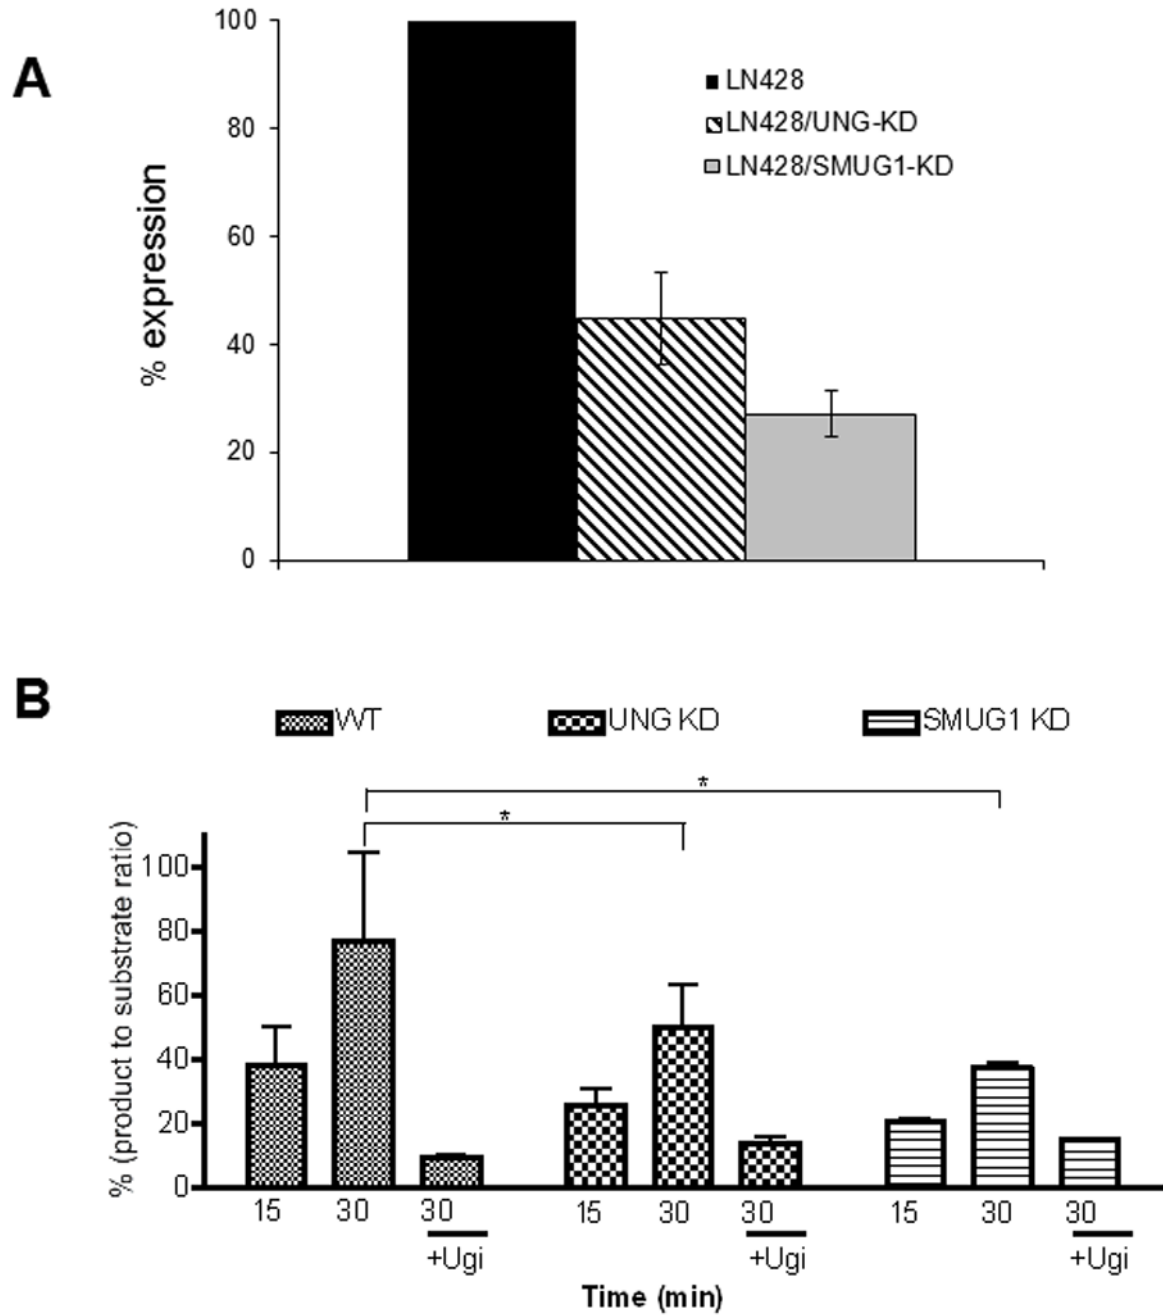 A
100
80
60
40
20
0
% expression
LN428
LN428/UNG-KD
LN428/SMUG1-KD
B
WT
UNG KD
SMUG1 KD
*
*
% (product to substrate ratio)
100
80
60
40
20
0
15 30 30 15 30 30 15 30 30
+Ugi +Ugi +Ugi
Time (min)